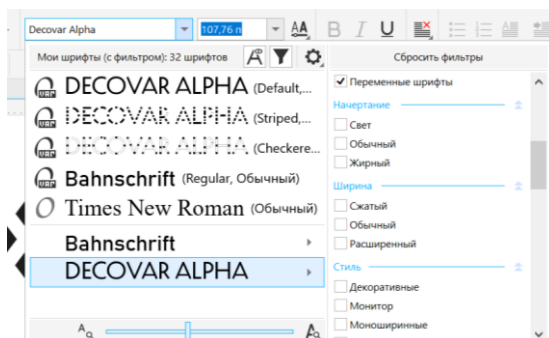 Decovar Alpha 107,76 п AA B I U
Мои шрифты (с фильтром): 32 шрифтов
Сбросить фильтры
DECOVAR ALPHA (Default,...
DECOVAR ALPHA (Striped,...
DECOVAR ALPHA (Checkere...
Bahnschrift (Regular, Обычный)
Times New Roman (Обычный)
Bahnschrift
DECOVAR ALPHA
Переменные шрифты
Начертание
Свет
Обычный
Жирный
Ширина
Сжатый
Обычный
Расширенный
Стиль
Декоративные
Монитор
Моноширинные